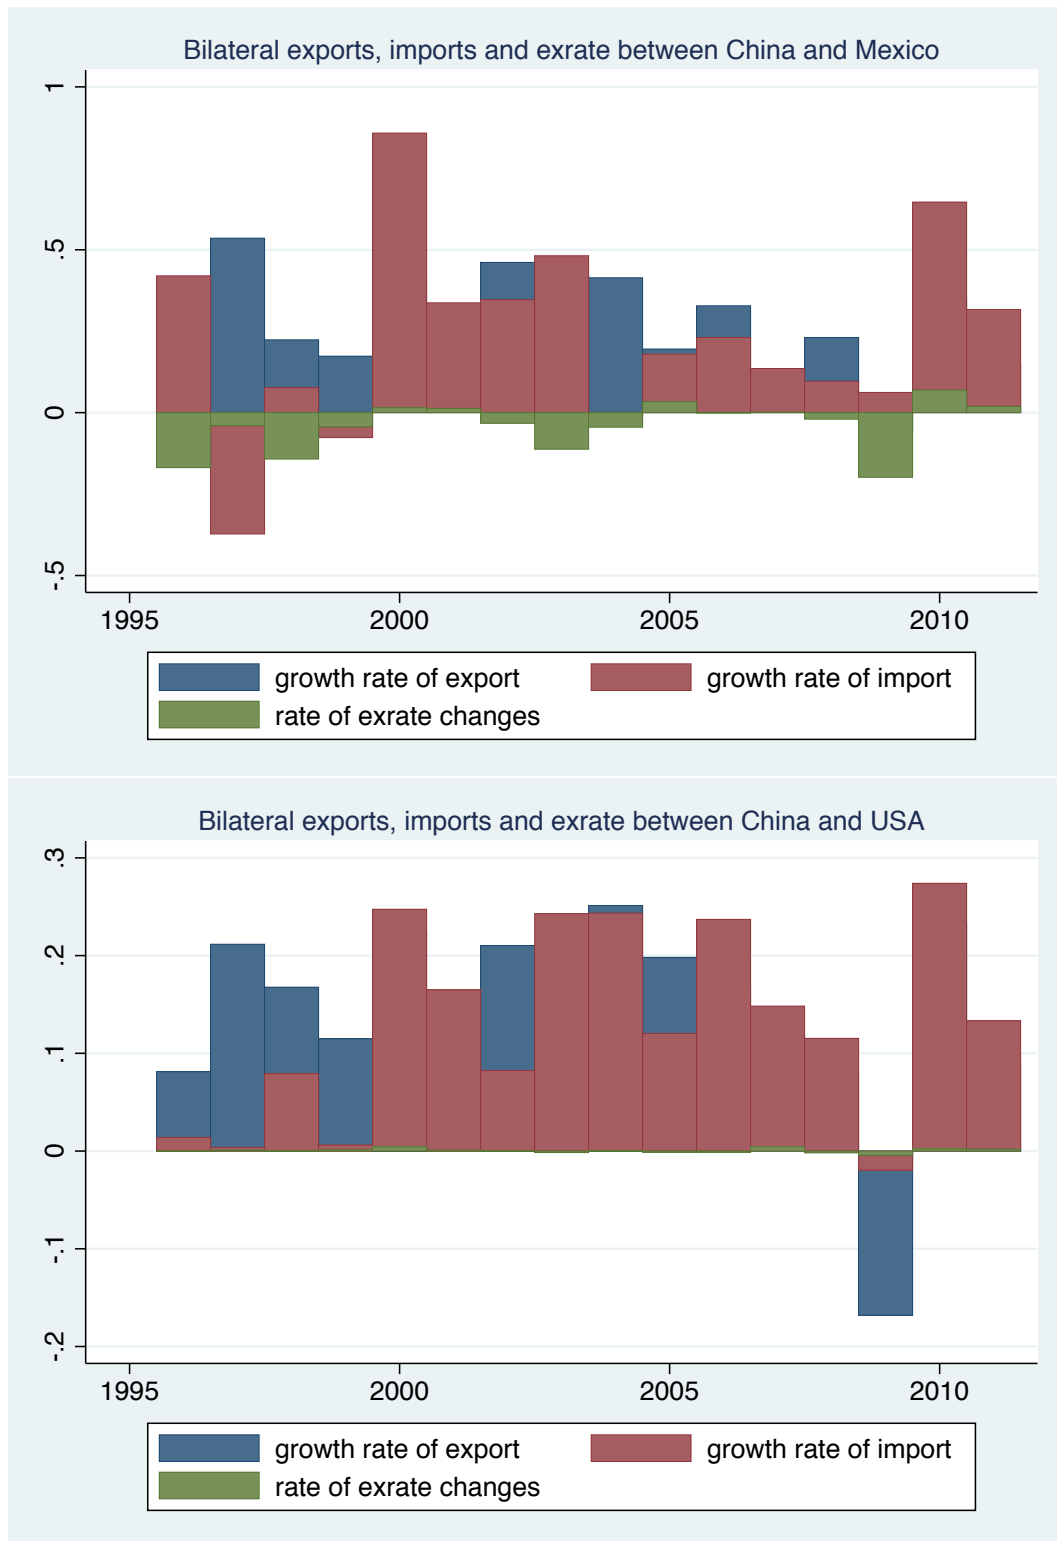 Bilateral exports, imports and exrate between China and Mexico
1
.5
0
-.5
1995 2000 2005 2010
growth rate of export growth rate of import
rate of exrate changes
Bilateral exports, imports and exrate between China and USA
.3
.2
.1
0
-.1
-.2
1995 2000 2005 2010
growth rate of export growth rate of import
rate of exrate changes